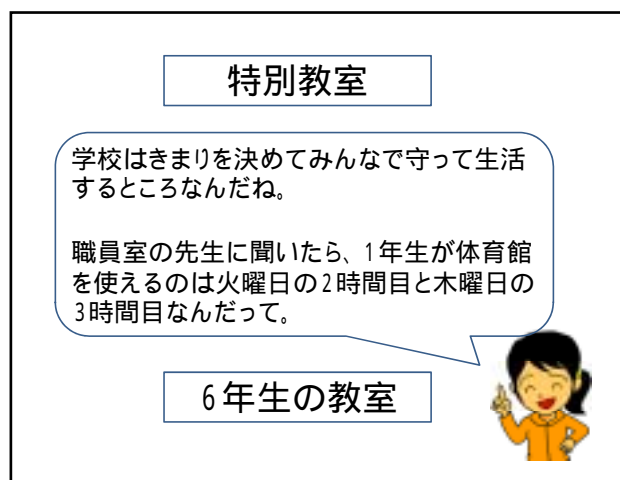 特別教室
学校はきまりを決めてみんなで守って生活
するところなんだね。
職員室の先生に聞いたら、1年生が体育館
を使えるのは火曜日の2時間目と木曜日の
3時間目なんだって。
6年生の教室